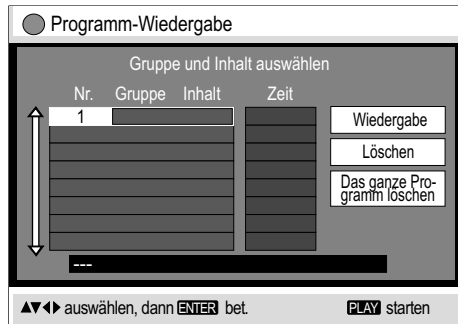 Programm-Wiedergabe
Gruppe und Inhalt auswählen
Nr. Gruppe Inhalt Zeit
1
Wiedergabe
Löschen
Das ganze Pro-
gramm löschen
---
▲▼◀▶ auswählen, dann ENTER bet. PLAY starten